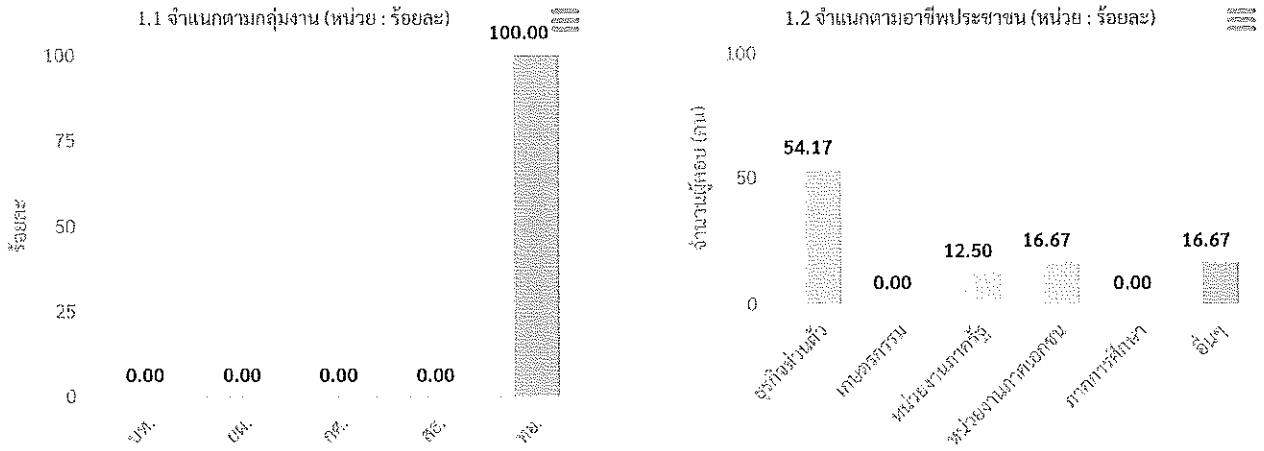 1.1 จำแนกตามกลุ่มงาน (หน่วย : ร้อยละ)
100.00
100
75
50
25
0
ร้อยละ
0.00
0.00
0.00
0.00
บท.
กศ.
สธ.
1.2 จำแนกตามอาชีพประชาชน (หน่วย : ร้อยละ)
100
50
0
จำนวนผู้ตอบ (คน)
54.17
0.00
12.50
16.67
0.00
16.67
ธุรกิจส่วนตัว
เกษตรกรรม
หน่วยงานภาครัฐ
หน่วยงานภาคเอกชน
ภาคการศึกษา
อื่นๆ